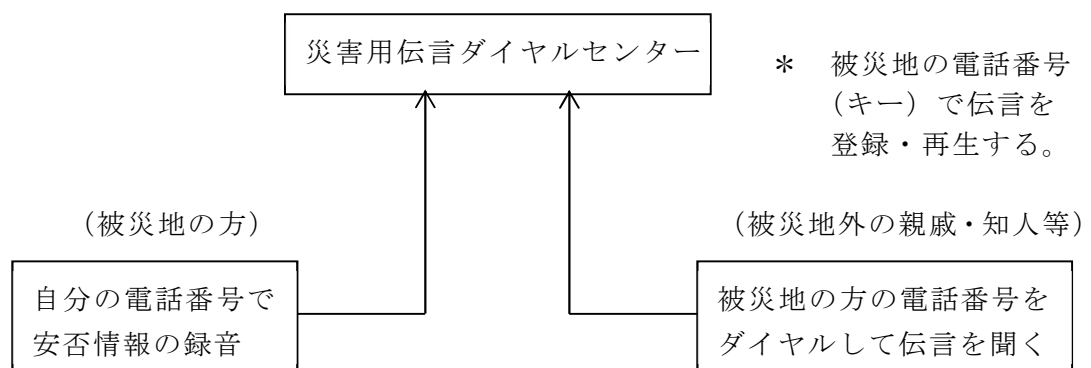 災害用伝言ダイヤルセンター
＊　被災地の電話番号
（キー）で伝言を
登録・再生する。
（被災地の方）
（被災地外の親戚・知人等）
自分の電話番号で
安否情報の録音
被災地の方の電話番号を
ダイヤルして伝言を聞く